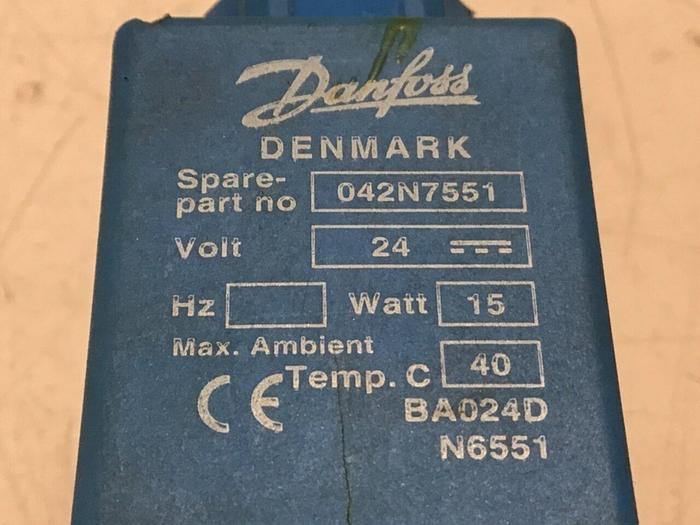 Danfoss
DENMARK
Spare-
part no 042N7551
Volt 24 ⎓
Hz Watt 15
Max. Ambient
Temp. C 40
CE BA024D
N6551